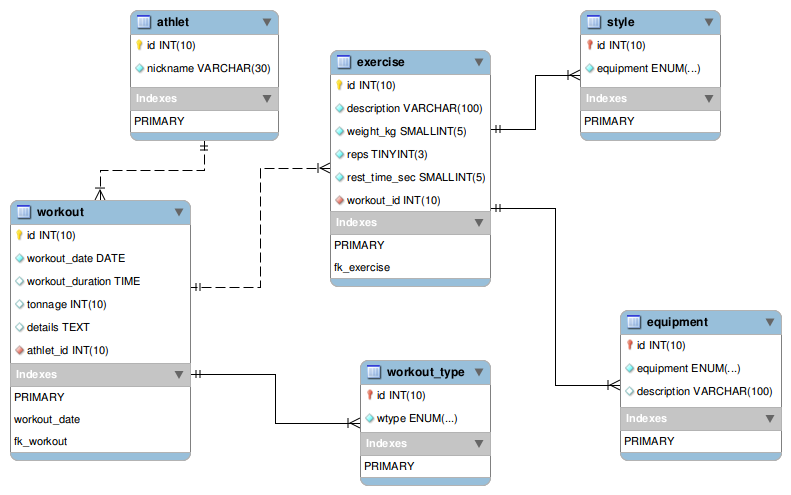 athlet
id INT(10)
nickname VARCHAR(30)
Indexes
PRIMARY
exercise
id INT(10)
description VARCHAR(100)
weight_kg SMALLINT(5)
reps TINYINT(3)
rest_time_sec SMALLINT(5)
workout_id INT(10)
Indexes
PRIMARY
fk_exercise
style
id INT(10)
equipment ENUM(...)
Indexes
PRIMARY
workout
id INT(10)
workout_date DATE
workout_duration TIME
tonnage INT(10)
details TEXT
athlet_id INT(10)
Indexes
PRIMARY
workout_date
fk_workout
workout_type
id INT(10)
wtype ENUM(...)
Indexes
PRIMARY
equipment
id INT(10)
equipment ENUM(...)
description VARCHAR(100)
Indexes
PRIMARY